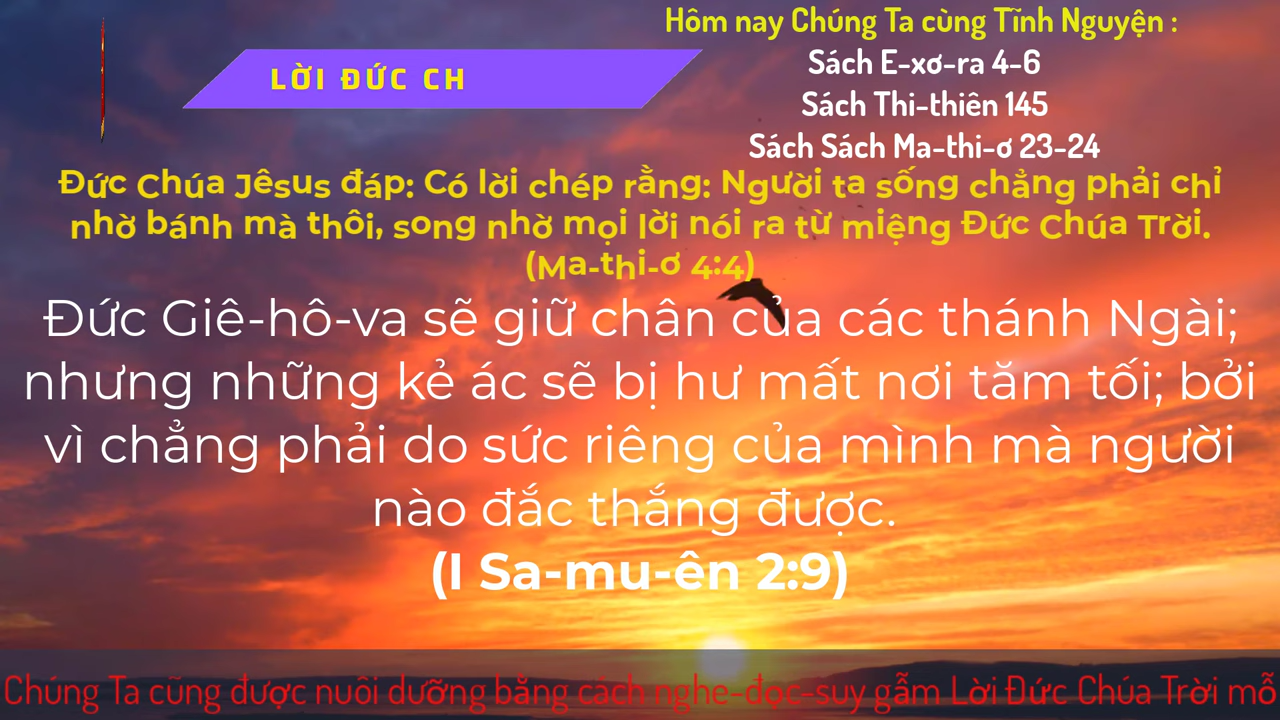 Hôm nay Chúng Ta cùng Tĩnh Nguyện :
LỜI ĐỨC CH
Sách E-xơ-ra 4-6
Sách Thi-thiên 145
Sách Sách Ma-thi-ơ 23-24
Đức Chúa Jêsus đáp: Có lời chép rằng: Người ta sống chẳng phải chỉ
nhờ bánh mà thôi, song nhờ mọi lời nói ra từ miệng Đức Chúa Trời.
(Ma-thi-ơ 4:4)
Đức Giê-hô-va sẽ giữ chân của các thánh Ngài;
nhưng những kẻ ác sẽ bị hư mất nơi tăm tối; bởi
vì chẳng phải do sức riêng của mình mà người
nào đắc thắng được.
(I Sa-mu-ên 2:9)
Chúng Ta cũng được nuôi dưỡng bằng cách nghe-đọc-suy gẫm Lời Đức Chúa Trời mỗ